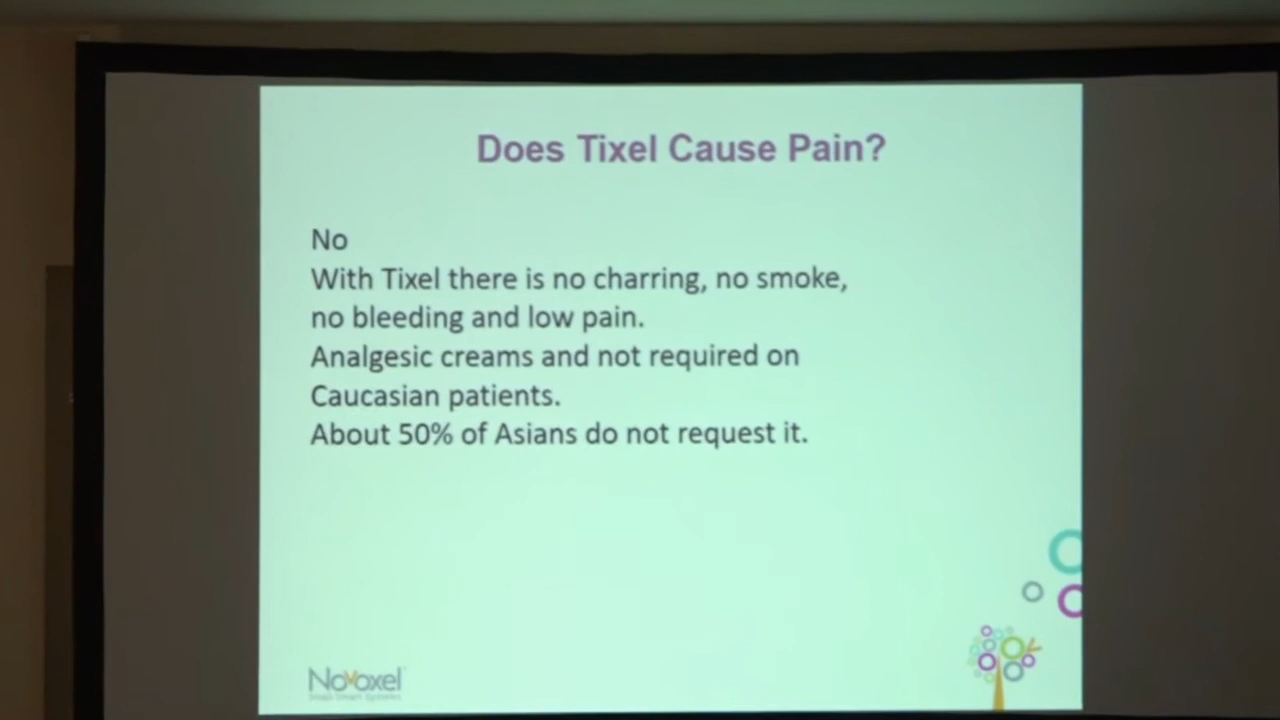 Does Tixel Cause Pain?
No
With Tixel there is no charring, no smoke,
no bleeding and low pain.
Analgesic creams and not required on
Caucasian patients.
About 50% of Asians do not request it.
Novoxel